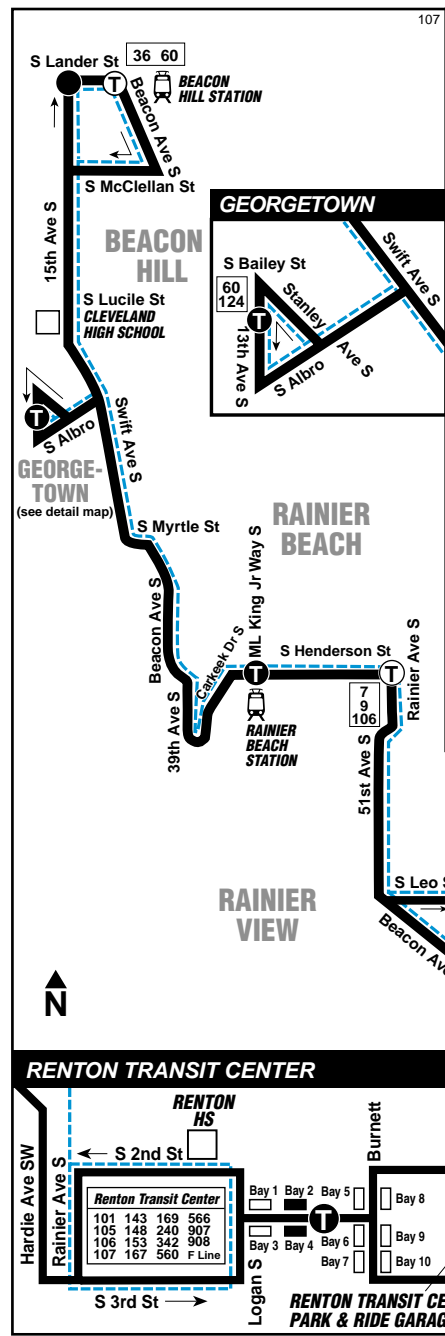 107
S Lander St
36 60
T
BEACON
HILL STATION
Beacon Ave S
S McClellan St
15th Ave S
BEACON
HILL
S Lucile St
CLEVELAND
HIGH SCHOOL
GEORGETOWN
S Bailey St
60
124
T
Stanley Ave S
Swift Ave S
13th Ave S
S Albro
T
S Albro
Swift Ave S
GEORGE-
TOWN
(see detail map)
S Myrtle St
RAINIER
BEACH
Beacon Ave S
39th Ave S
Carkeek Dr S
ML King Jr Way S
T
S Henderson St
T
Rainier Ave S
RAINIER
BEACH
STATION
7
9
106
51st Ave S
S Leo S
Beacon Ave
RAINIER
VIEW
N
RENTON TRANSIT CENTER
RENTON
HS
S 2nd St
Hardie Ave SW
Rainier Ave S
Renton Transit Center
101 143 169 566
105 148 240 907
106 153 342 908
107 167 560 F Line
S 3rd St
Logan S
Bay 1 Bay 2 Bay 5
T
Bay 3 Bay 4 Bay 6
Bay 7
Burnett
Bay 8
Bay 9
Bay 10
RENTON TRANSIT CE
PARK & RIDE GARAG